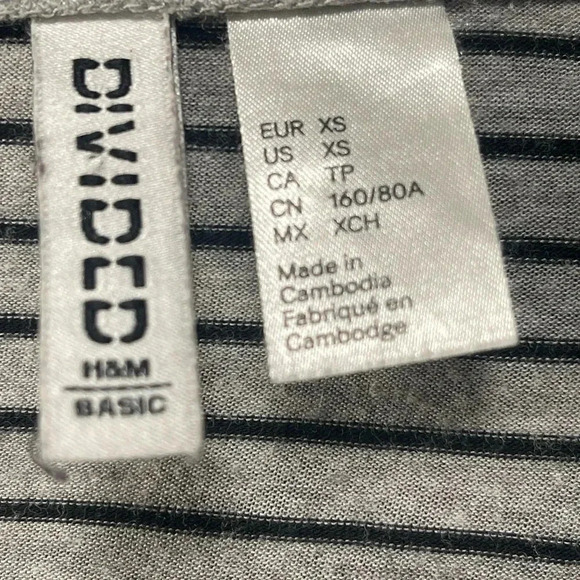 DIVIDED
H&M
BASIC
EUR XS
US XS
CA TP
CN 160/80A
MX XCH
Made in
Cambodia
Fabriqué en
Cambodge